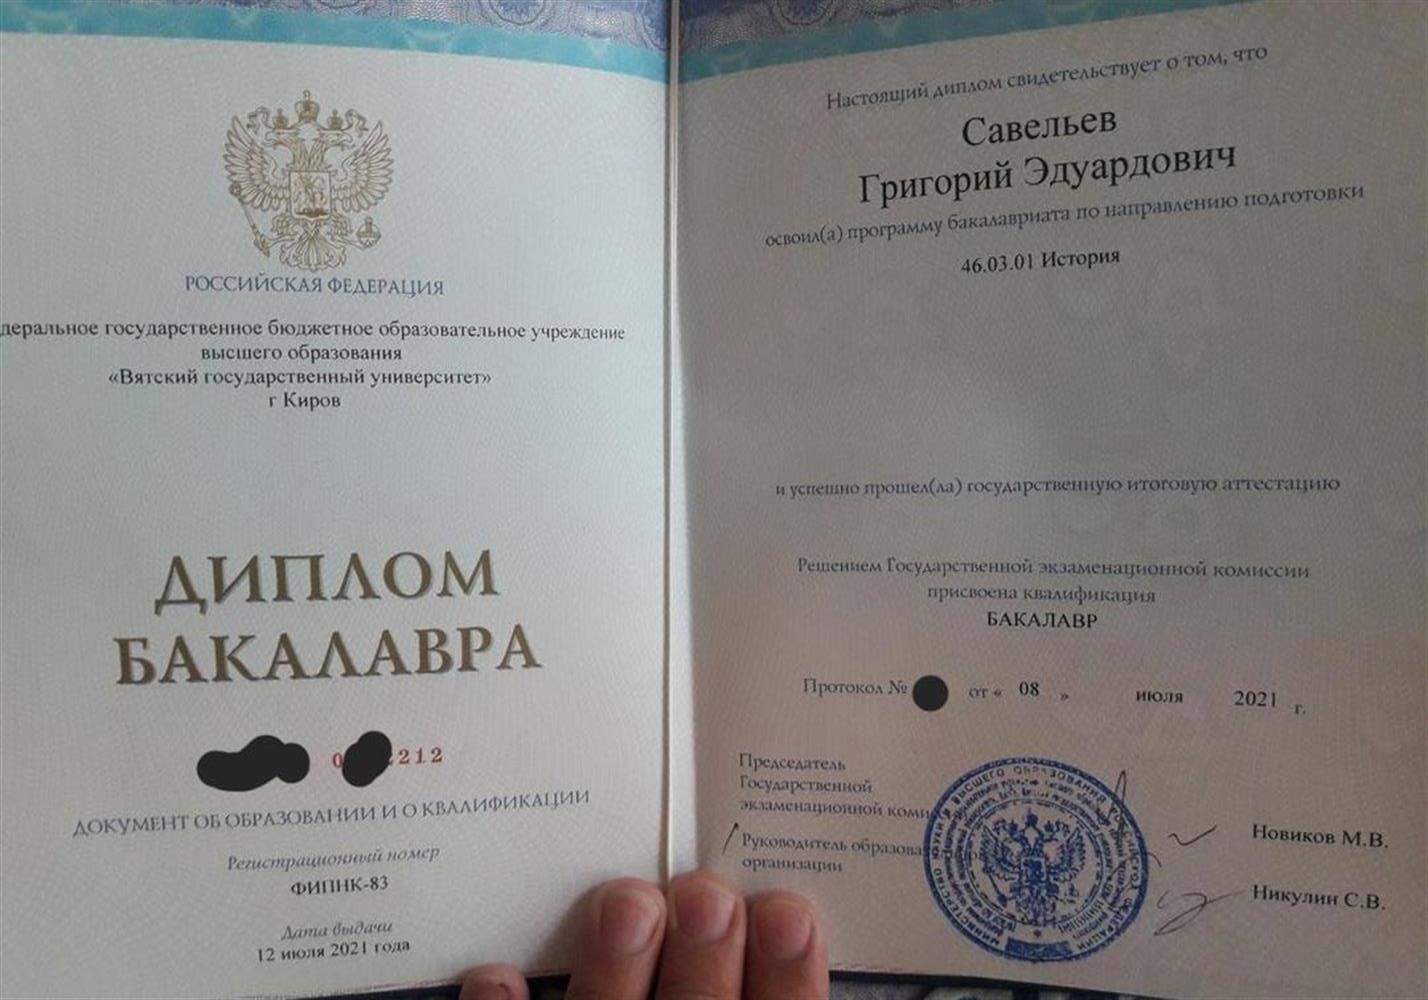 РОССИЙСКАЯ ФЕДЕРАЦИЯ
деральное государственное бюджетное образовательное учреждение
высшего образования
«Вятский государственный университет»
г Киров
ДИПЛОМ
БАКАЛАВРА
0 2212
ДОКУМЕНТ ОБ ОБРАЗОВАНИИ И О КВАЛИФИКАЦИИ
Регистрационный номер
ФИПНК-83
Дата выдачи
12 июля 2021 года
Настоящий диплом свидетельствует о том, что
Савельев
Григорий Эдуардович
освоил(а) программу бакалавриата по направлению подготовки
46.03.01 История
и успешно прошел(ла) государственную итоговую аттестацию
Решением Государственной экзаменационной комиссии
присвоена квалификация
БАКАЛАВР
Протокол № от « 08 » июля 2021 г.
Председатель
Государственной
экзаменационной коми
Руководитель образова
организации
Новиков М.В.
Никулин С.В.